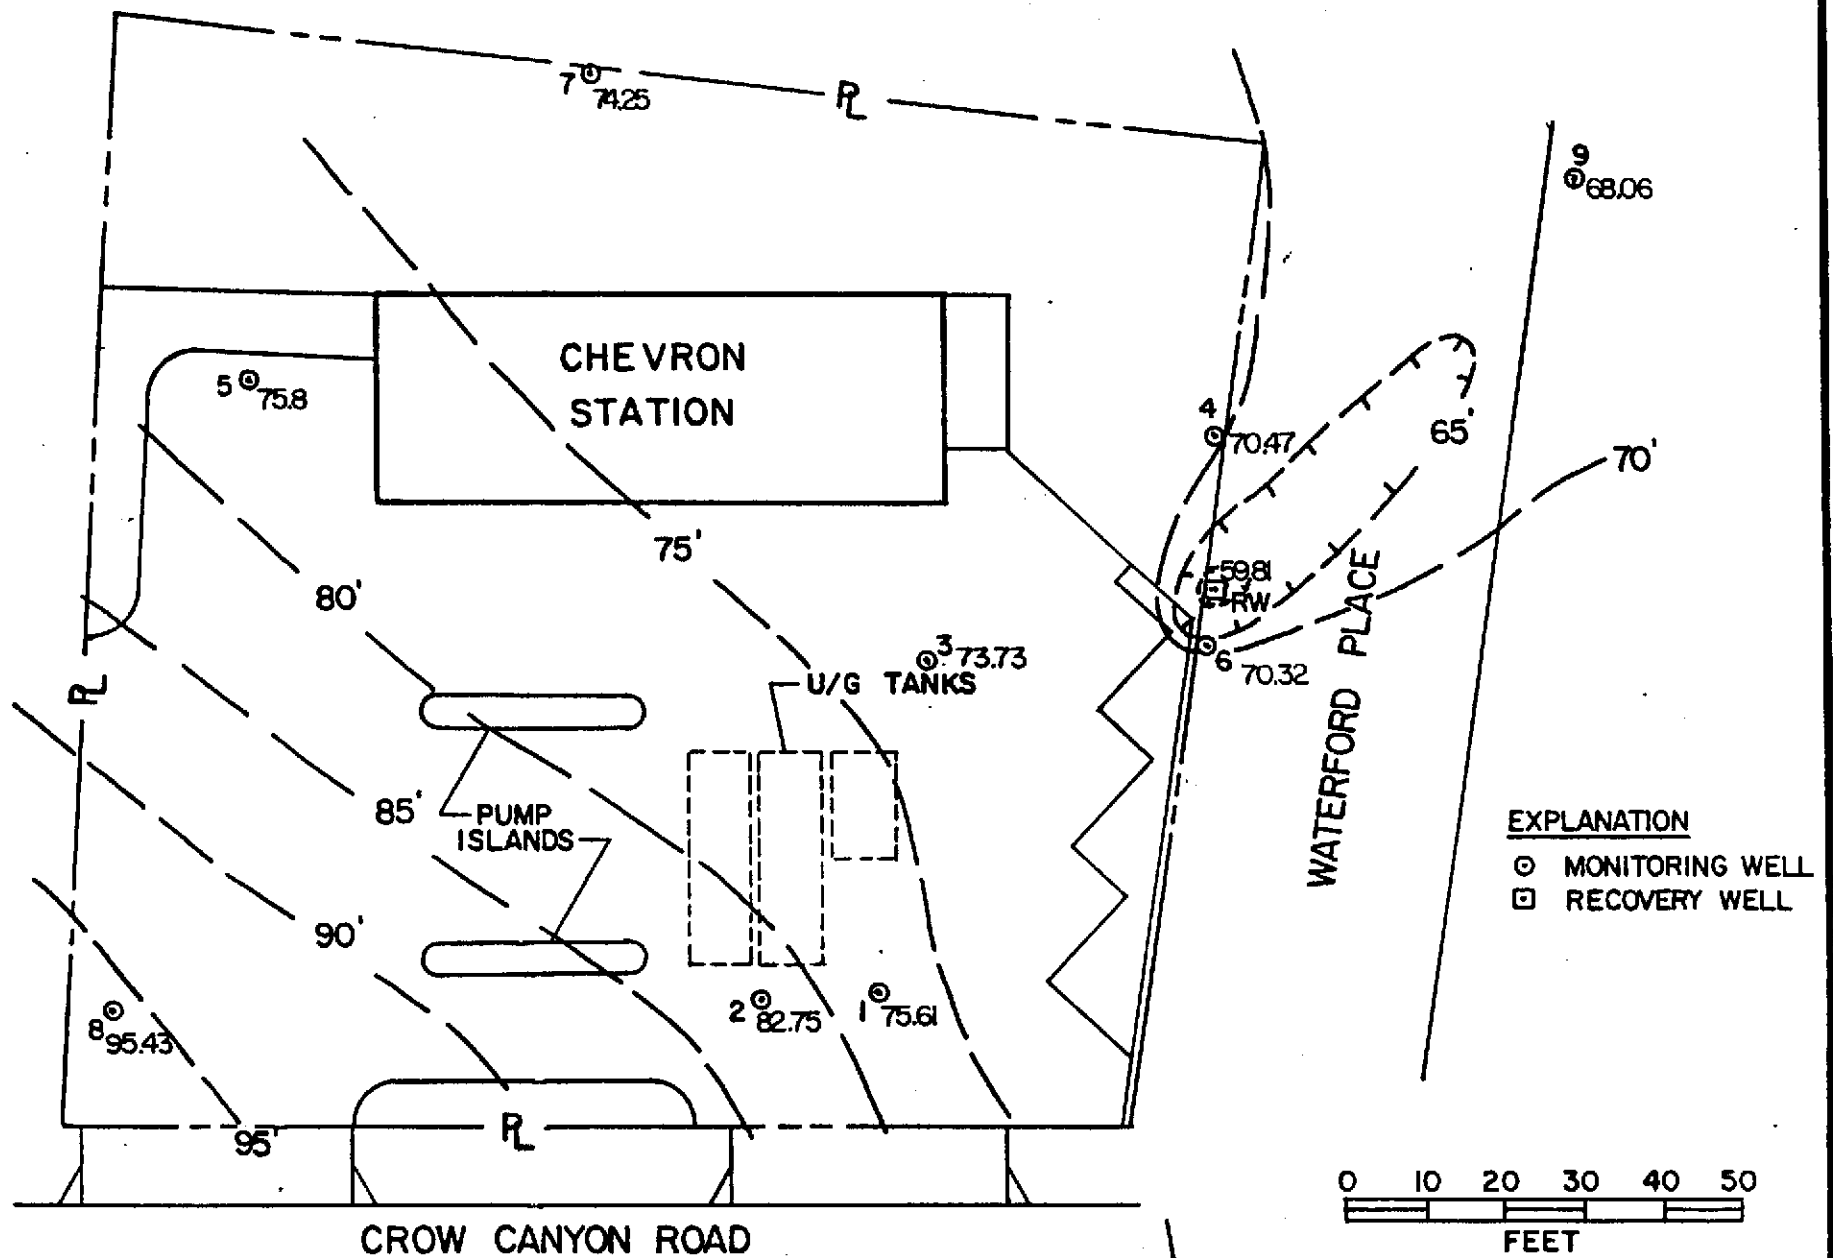 7 74.25
PL
9
68.06
CHEVRON
STATION
5 75.8
4
70.47
65'
70'
75'
80'
59.81
RW
3 73.73
U/G TANKS
6
70.32
PL
WATERFORD PLACE
85'
PUMP
ISLANDS
90'
EXPLANATION
MONITORING WELL
RECOVERY WELL
8 95.43
2 82.75
1 75.61
PL
95'
0 10 20 30 40 50
FEET
CROW CANYON ROAD